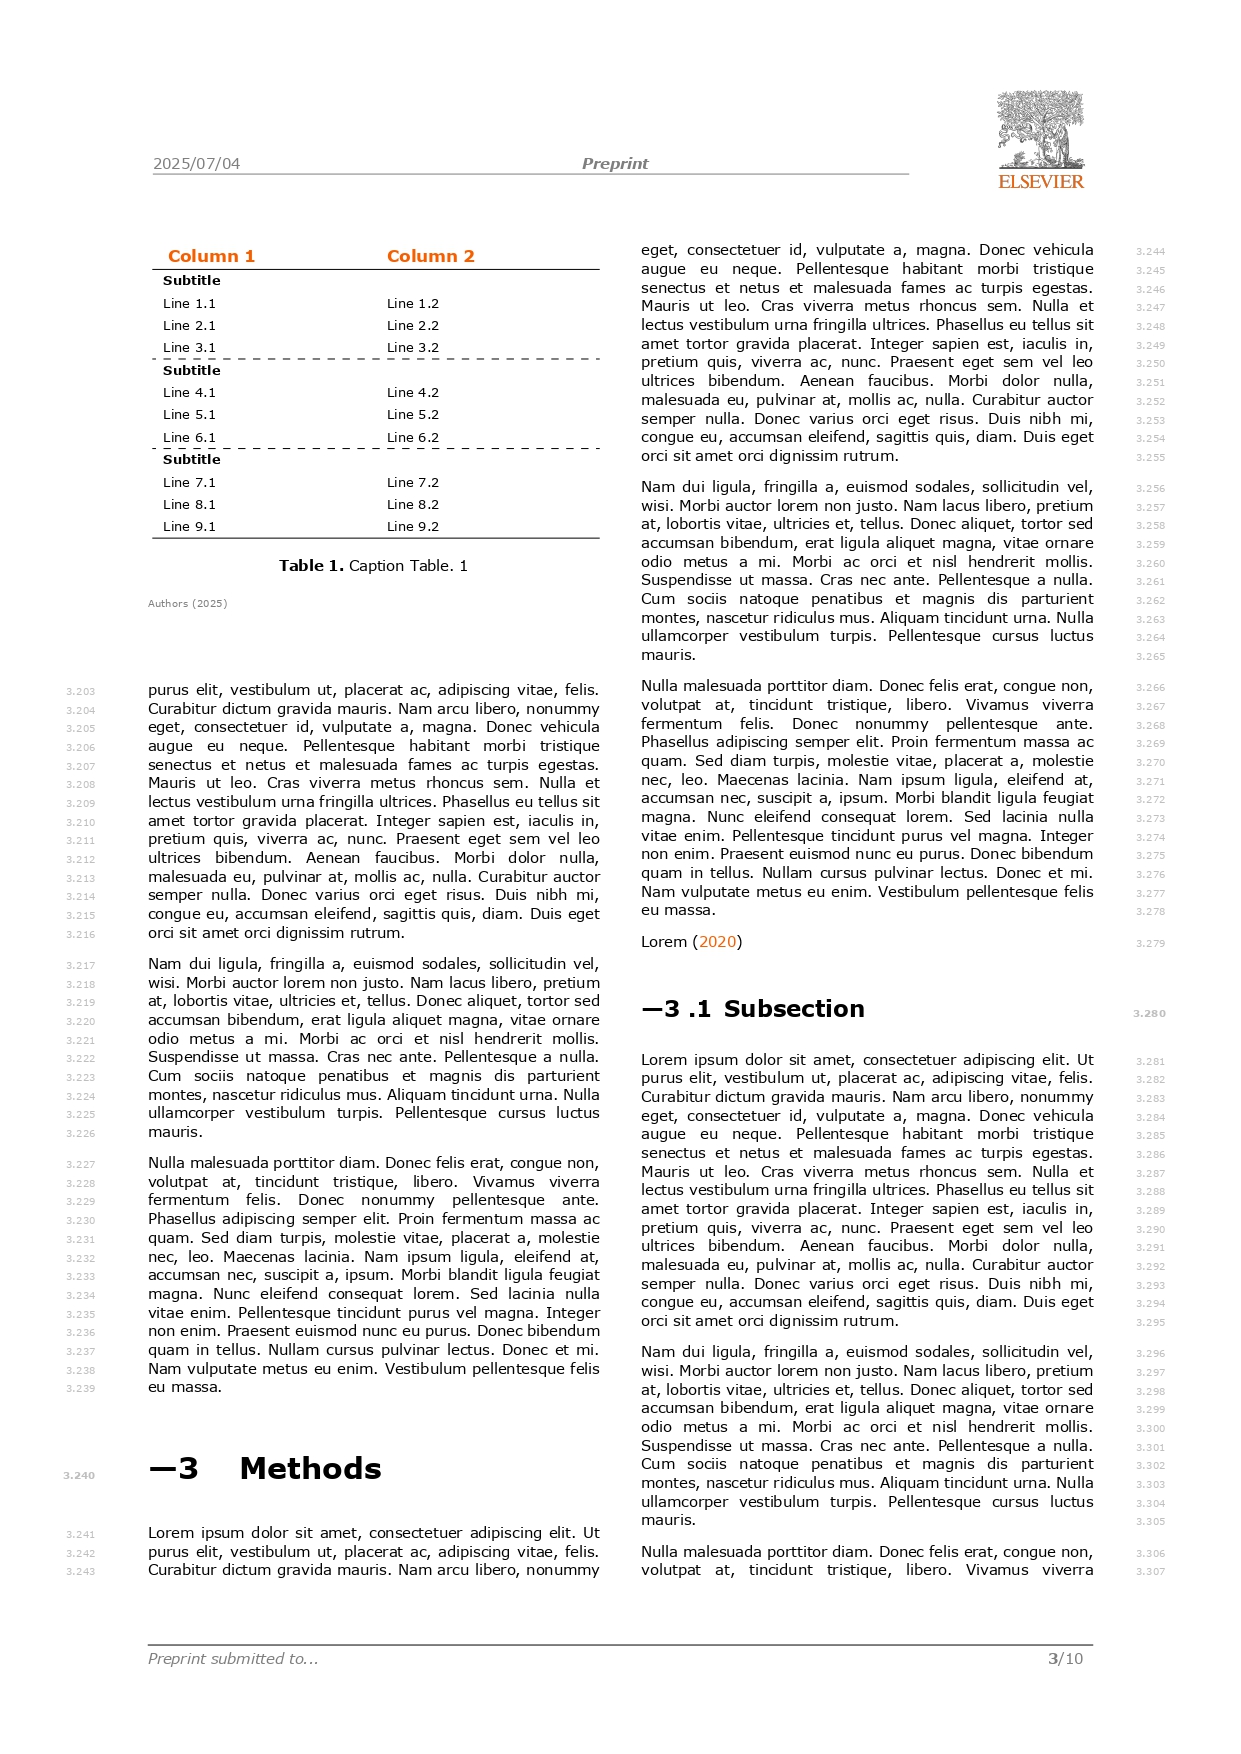 2025/07/04
Preprint
ELSEVIER
Column 1 Column 2
Subtitle
Line 1.1 Line 1.2
Line 2.1 Line 2.2
Line 3.1 Line 3.2
Subtitle
Line 4.1 Line 4.2
Line 5.1 Line 5.2
Line 6.1 Line 6.2
Subtitle
Line 7.1 Line 7.2
Line 8.1 Line 8.2
Line 9.1 Line 9.2
Table 1. Caption Table. 1
Authors (2025)
3.203 purus elit, vestibulum ut, placerat ac, adipiscing vitae, felis.
3.204 Curabitur dictum gravida mauris. Nam arcu libero, nonummy
3.205 eget, consectetuer id, vulputate a, magna. Donec vehicula
3.206 augue eu neque. Pellentesque habitant morbi tristique
3.207 senectus et netus et malesuada fames ac turpis egestas.
3.208 Mauris ut leo. Cras viverra metus rhoncus sem. Nulla et
3.209 lectus vestibulum urna fringilla ultrices. Phasellus eu tellus sit
3.210 amet tortor gravida placerat. Integer sapien est, iaculis in,
3.211 pretium quis, viverra ac, nunc. Praesent eget sem vel leo
3.212 ultrices bibendum. Aenean faucibus. Morbi dolor nulla,
3.213 malesuada eu, pulvinar at, mollis ac, nulla. Curabitur auctor
3.214 semper nulla. Donec varius orci eget risus. Duis nibh mi,
3.215 congue eu, accumsan eleifend, sagittis quis, diam. Duis eget
3.216 orci sit amet orci dignissim rutrum.
3.217 Nam dui ligula, fringilla a, euismod sodales, sollicitudin vel,
3.218 wisi. Morbi auctor lorem non justo. Nam lacus libero, pretium
3.219 at, lobortis vitae, ultricies et, tellus. Donec aliquet, tortor sed
3.220 accumsan bibendum, erat ligula aliquet magna, vitae ornare
3.221 odio metus a mi. Morbi ac orci et nisl hendrerit mollis.
3.222 Suspendisse ut massa. Cras nec ante. Pellentesque a nulla.
3.223 Cum sociis natoque penatibus et magnis dis parturient
3.224 montes, nascetur ridiculus mus. Aliquam tincidunt urna. Nulla
3.225 ullamcorper vestibulum turpis. Pellentesque cursus luctus
3.226 mauris.
3.227 Nulla malesuada porttitor diam. Donec felis erat, congue non,
3.228 volutpat at, tincidunt tristique, libero. Vivamus viverra
3.229 fermentum felis. Donec nonummy pellentesque ante.
3.230 Phasellus adipiscing semper elit. Proin fermentum massa ac
3.231 quam. Sed diam turpis, molestie vitae, placerat a, molestie
3.232 nec, leo. Maecenas lacinia. Nam ipsum ligula, eleifend at,
3.233 accumsan nec, suscipit a, ipsum. Morbi blandit ligula feugiat
3.234 magna. Nunc eleifend consequat lorem. Sed lacinia nulla
3.235 vitae enim. Pellentesque tincidunt purus vel magna. Integer
3.236 non enim. Praesent euismod nunc eu purus. Donec bibendum
3.237 quam in tellus. Nullam cursus pulvinar lectus. Donec et mi.
3.238 Nam vulputate metus eu enim. Vestibulum pellentesque felis
3.239 eu massa.
3.240 —3 Methods
3.241 Lorem ipsum dolor sit amet, consectetuer adipiscing elit. Ut
3.242 purus elit, vestibulum ut, placerat ac, adipiscing vitae, felis.
3.243 Curabitur dictum gravida mauris. Nam arcu libero, nonummy
eget, consectetuer id, vulputate a, magna. Donec vehicula 3.244
augue eu neque. Pellentesque habitant morbi tristique 3.245
senectus et netus et malesuada fames ac turpis egestas. 3.246
Mauris ut leo. Cras viverra metus rhoncus sem. Nulla et 3.247
lectus vestibulum urna fringilla ultrices. Phasellus eu tellus sit 3.248
amet tortor gravida placerat. Integer sapien est, iaculis in, 3.249
pretium quis, viverra ac, nunc. Praesent eget sem vel leo 3.250
ultrices bibendum. Aenean faucibus. Morbi dolor nulla, 3.251
malesuada eu, pulvinar at, mollis ac, nulla. Curabitur auctor 3.252
semper nulla. Donec varius orci eget risus. Duis nibh mi, 3.253
congue eu, accumsan eleifend, sagittis quis, diam. Duis eget 3.254
orci sit amet orci dignissim rutrum. 3.255
Nam dui ligula, fringilla a, euismod sodales, sollicitudin vel, 3.256
wisi. Morbi auctor lorem non justo. Nam lacus libero, pretium 3.257
at, lobortis vitae, ultricies et, tellus. Donec aliquet, tortor sed 3.258
accumsan bibendum, erat ligula aliquet magna, vitae ornare 3.259
odio metus a mi. Morbi ac orci et nisl hendrerit mollis. 3.260
Suspendisse ut massa. Cras nec ante. Pellentesque a nulla. 3.261
Cum sociis natoque penatibus et magnis dis parturient 3.262
montes, nascetur ridiculus mus. Aliquam tincidunt urna. Nulla 3.263
ullamcorper vestibulum turpis. Pellentesque cursus luctus 3.264
mauris. 3.265
Nulla malesuada porttitor diam. Donec felis erat, congue non, 3.266
volutpat at, tincidunt tristique, libero. Vivamus viverra 3.267
fermentum felis. Donec nonummy pellentesque ante. 3.268
Phasellus adipiscing semper elit. Proin fermentum massa ac 3.269
quam. Sed diam turpis, molestie vitae, placerat a, molestie 3.270
nec, leo. Maecenas lacinia. Nam ipsum ligula, eleifend at, 3.271
accumsan nec, suscipit a, ipsum. Morbi blandit ligula feugiat 3.272
magna. Nunc eleifend consequat lorem. Sed lacinia nulla 3.273
vitae enim. Pellentesque tincidunt purus vel magna. Integer 3.274
non enim. Praesent euismod nunc eu purus. Donec bibendum 3.275
quam in tellus. Nullam cursus pulvinar lectus. Donec et mi. 3.276
Nam vulputate metus eu enim. Vestibulum pellentesque felis 3.277
eu massa. 3.278
Lorem (2020) 3.279
—3 .1 Subsection 3.280
Lorem ipsum dolor sit amet, consectetuer adipiscing elit. Ut 3.281
purus elit, vestibulum ut, placerat ac, adipiscing vitae, felis. 3.282
Curabitur dictum gravida mauris. Nam arcu libero, nonummy 3.283
eget, consectetuer id, vulputate a, magna. Donec vehicula 3.284
augue eu neque. Pellentesque habitant morbi tristique 3.285
senectus et netus et malesuada fames ac turpis egestas. 3.286
Mauris ut leo. Cras viverra metus rhoncus sem. Nulla et 3.287
lectus vestibulum urna fringilla ultrices. Phasellus eu tellus sit 3.288
amet tortor gravida placerat. Integer sapien est, iaculis in, 3.289
pretium quis, viverra ac, nunc. Praesent eget sem vel leo 3.290
ultrices bibendum. Aenean faucibus. Morbi dolor nulla, 3.291
malesuada eu, pulvinar at, mollis ac, nulla. Curabitur auctor 3.292
semper nulla. Donec varius orci eget risus. Duis nibh mi, 3.293
congue eu, accumsan eleifend, sagittis quis, diam. Duis eget 3.294
orci sit amet orci dignissim rutrum. 3.295
Nam dui ligula, fringilla a, euismod sodales, sollicitudin vel, 3.296
wisi. Morbi auctor lorem non justo. Nam lacus libero, pretium 3.297
at, lobortis vitae, ultricies et, tellus. Donec aliquet, tortor sed 3.298
accumsan bibendum, erat ligula aliquet magna, vitae ornare 3.299
odio metus a mi. Morbi ac orci et nisl hendrerit mollis. 3.300
Suspendisse ut massa. Cras nec ante. Pellentesque a nulla. 3.301
Cum sociis natoque penatibus et magnis dis parturient 3.302
montes, nascetur ridiculus mus. Aliquam tincidunt urna. Nulla 3.303
ullamcorper vestibulum turpis. Pellentesque cursus luctus 3.304
mauris. 3.305
Nulla malesuada porttitor diam. Donec felis erat, congue non, 3.306
volutpat at, tincidunt tristique, libero. Vivamus viverra 3.307
Preprint submitted to...
3/10